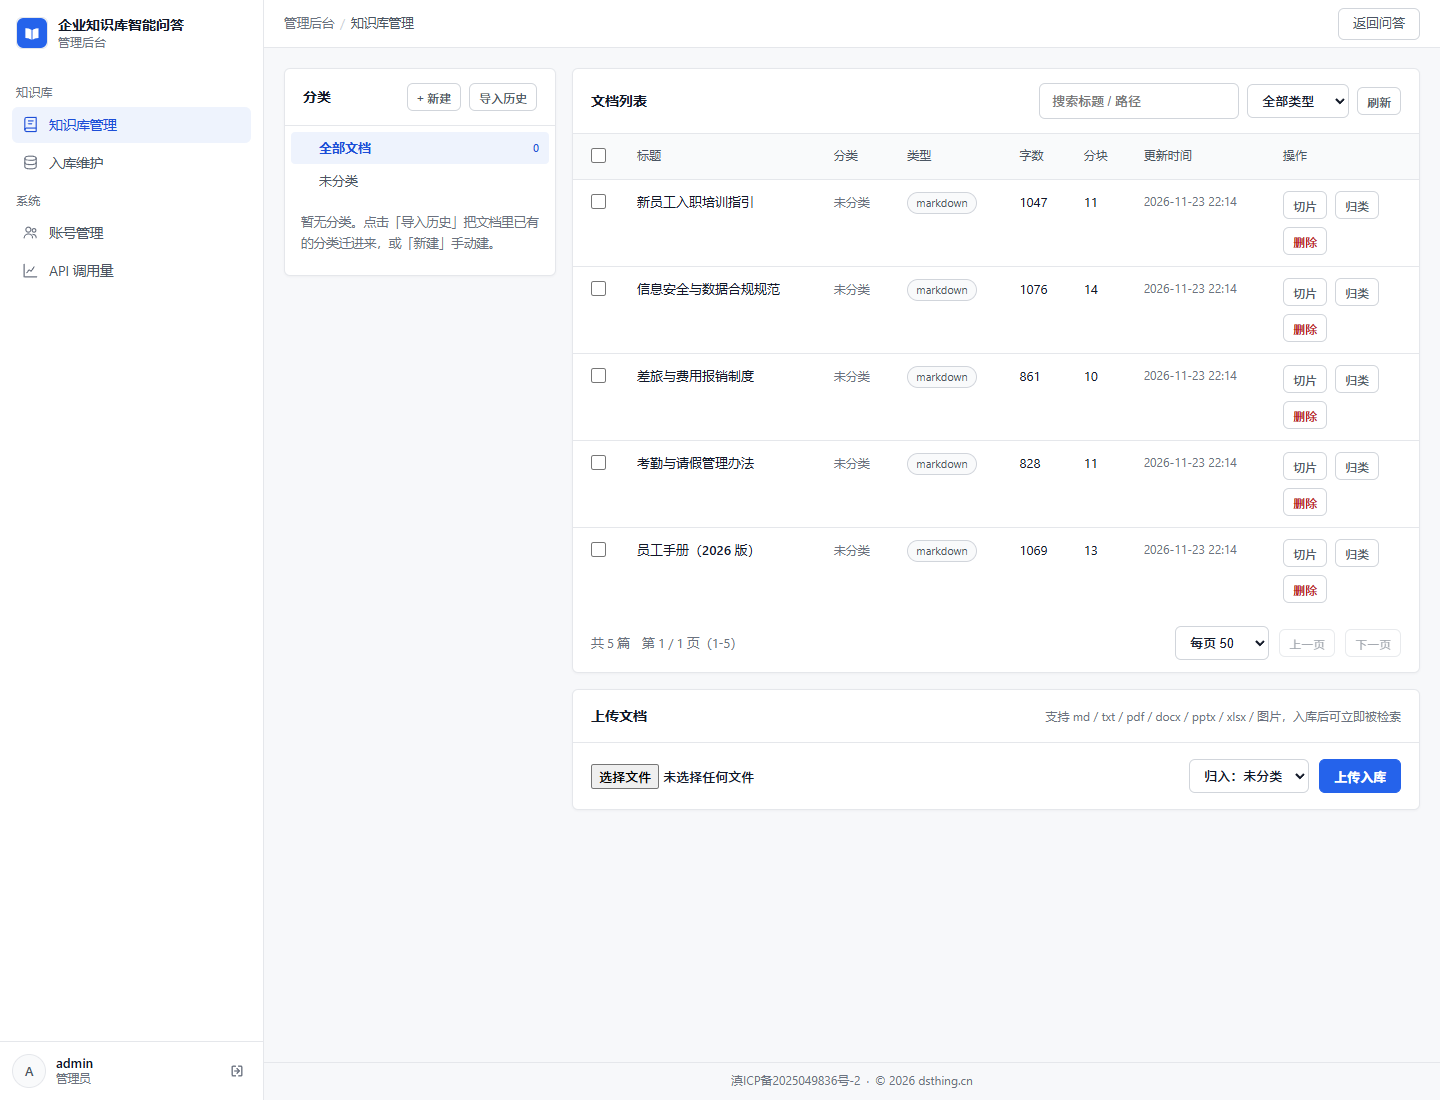 企业知识库智能问答
管理后台
知识库
知识库管理
入库维护
系统
账号管理
API 调用量
admin
管理员
A
管理后台 / 知识库管理
返回问答
分类
+ 新建
导入历史
全部文档 0
未分类
暂无分类。点击「导入历史」把文档里已有
的分类迁进来，或「新建」手动建。
文档列表
搜索标题 / 路径
全部类型
刷新
标题 分类 类型 字数 分块 更新时间 操作
新员工入职培训指引 未分类 markdown 1047 11 2026-11-23 22:14 切片 归类
删除
信息安全与数据合规规范 未分类 markdown 1076 14 2026-11-23 22:14 切片 归类
删除
差旅与费用报销制度 未分类 markdown 861 10 2026-11-23 22:14 切片 归类
删除
考勤与请假管理办法 未分类 markdown 828 11 2026-11-23 22:14 切片 归类
删除
员工手册（2026 版） 未分类 markdown 1069 13 2026-11-23 22:14 切片 归类
删除
共 5 篇 第 1 / 1 页（1-5）
每页 50
上一页
下一页
上传文档
支持 md / txt / pdf / docx / pptx / xlsx / 图片，入库后可立即被检索
选择文件 未选择任何文件
归入：未分类
上传入库
滇ICP备2025049836号-2 · © 2026 dsthing.cn